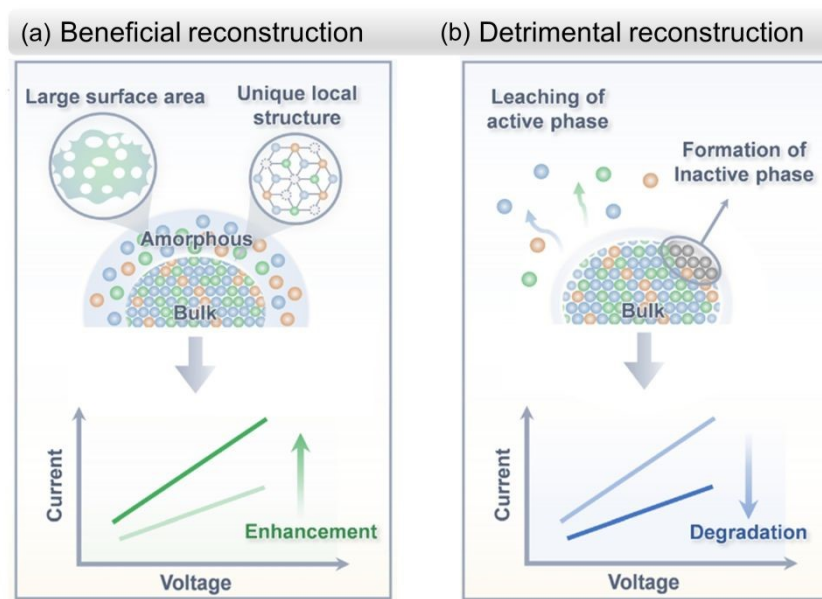 (a) Beneficial reconstruction
Large surface area
Unique local
structure
Amorphous
Bulk
Current
Enhancement
Voltage
(b) Detrimental reconstruction
Leaching of
active phase
Formation of
Inactive phase
Bulk
Current
Degradation
Voltage